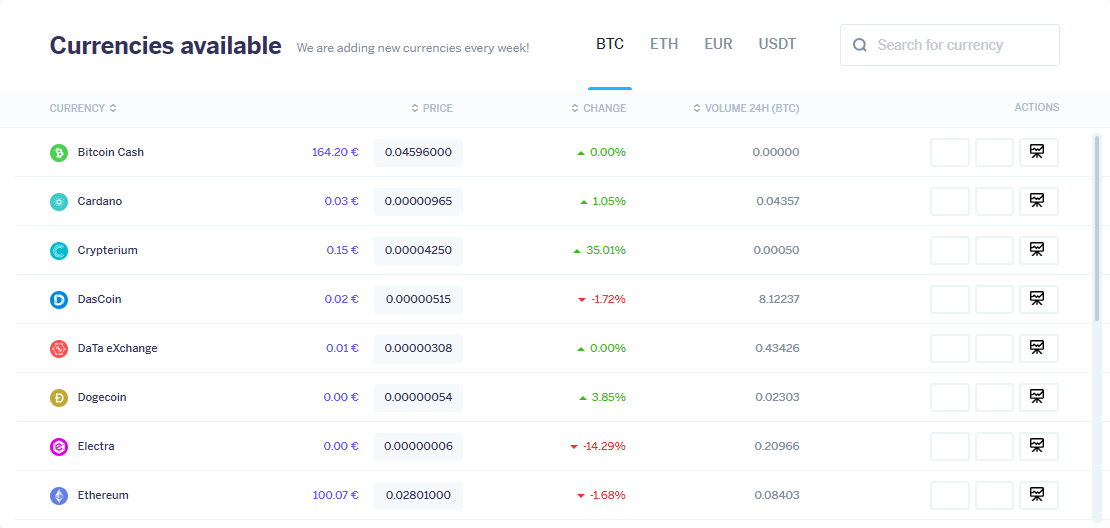 Currencies available We are adding new currencies every week! BTC ETH EUR USDT Search for currency
CURRENCY PRICE CHANGE VOLUME 24H (BTC) ACTIONS
Bitcoin Cash 164.20 € 0.04596000 0.00% 0.00000
Cardano 0.03 € 0.00000965 1.05% 0.04357
Crypterium 0.15 € 0.00004250 35.01% 0.00050
DasCoin 0.02 € 0.00000515 -1.72% 8.12237
DaTa eXchange 0.01 € 0.00000308 0.00% 0.43426
Dogecoin 0.00 € 0.00000054 3.85% 0.02303
Electra 0.00 € 0.00000006 -14.29% 0.20966
Ethereum 100.07 € 0.02801000 -1.68% 0.08403